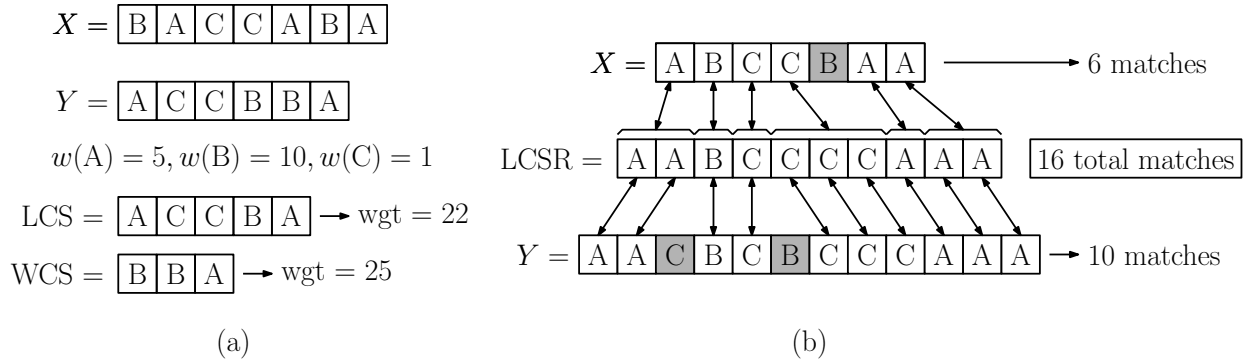 X = B A C C A B A
Y = A C C B B A
w(A) = 5, w(B) = 10, w(C) = 1
LCS = A C C B A → wgt = 22
WCS = B B A → wgt = 25
(a)
X = A B C C B A A → 6 matches
LCSR = A A B C C C C A A A 16 total matches
Y = A A C B C B C C C A A A → 10 matches
(b)